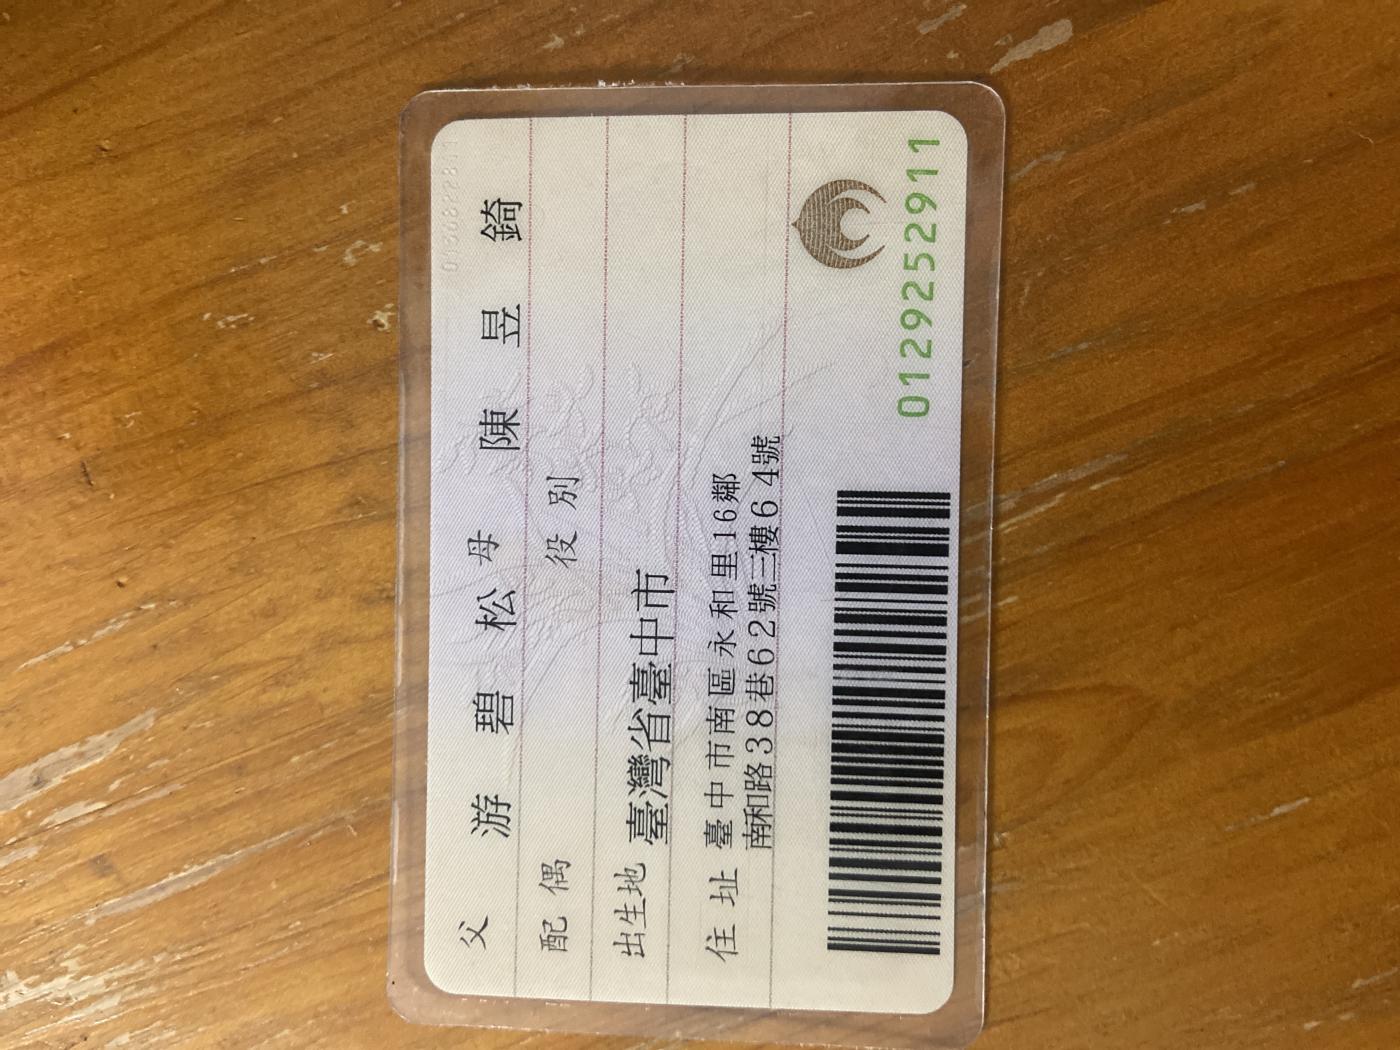 父 游碧松 母 陳昱錡
配偶 役別
出生地 臺灣省臺中市
住址 臺中市南區永和里16鄰
南和路38巷62號三樓64號
0129252911